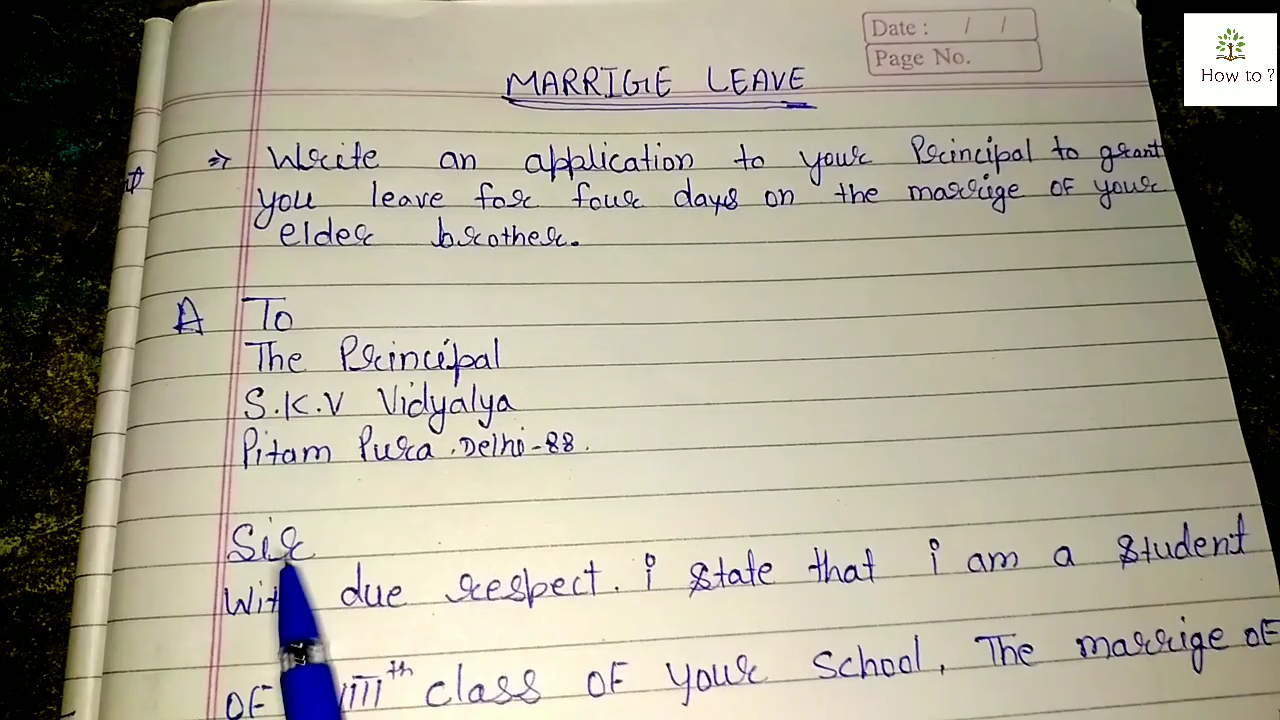 Date : / /
Page No.
How to ?
MARRIGE LEAVE
⇒ Write an application to your Principal to grant
you leave for four days on the marrige OF your
elder brother.
A To
The Principal
S.K.V Vidyalya
Pitam Pura .Delhi-88.
Sir
With due respect. i state that i am a student
OF VIIIth class OF your School, The marrige OF